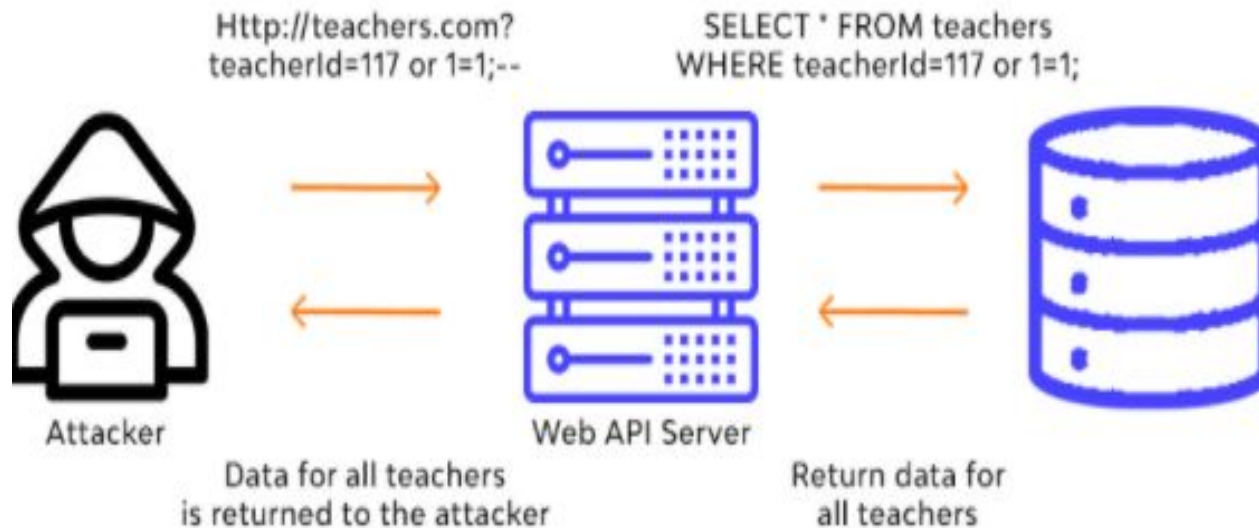 Http://teachers.com?
teacherId=117 or 1=1;--
SELECT * FROM teachers
WHERE teacherId=117 or 1=1;
Attacker
Web API Server
Data for all teachers
is returned to the attacker
Return data for
all teachers